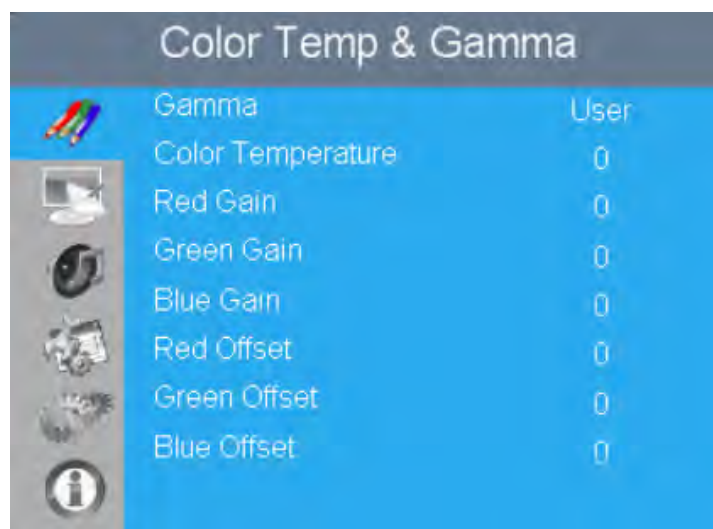 Color Temp & Gamma
Gamma User
Color Temperature 0
Red Gain 0
Green Gain 0
Blue Gain 0
Red Offset 0
Green Offset 0
Blue Offset 0